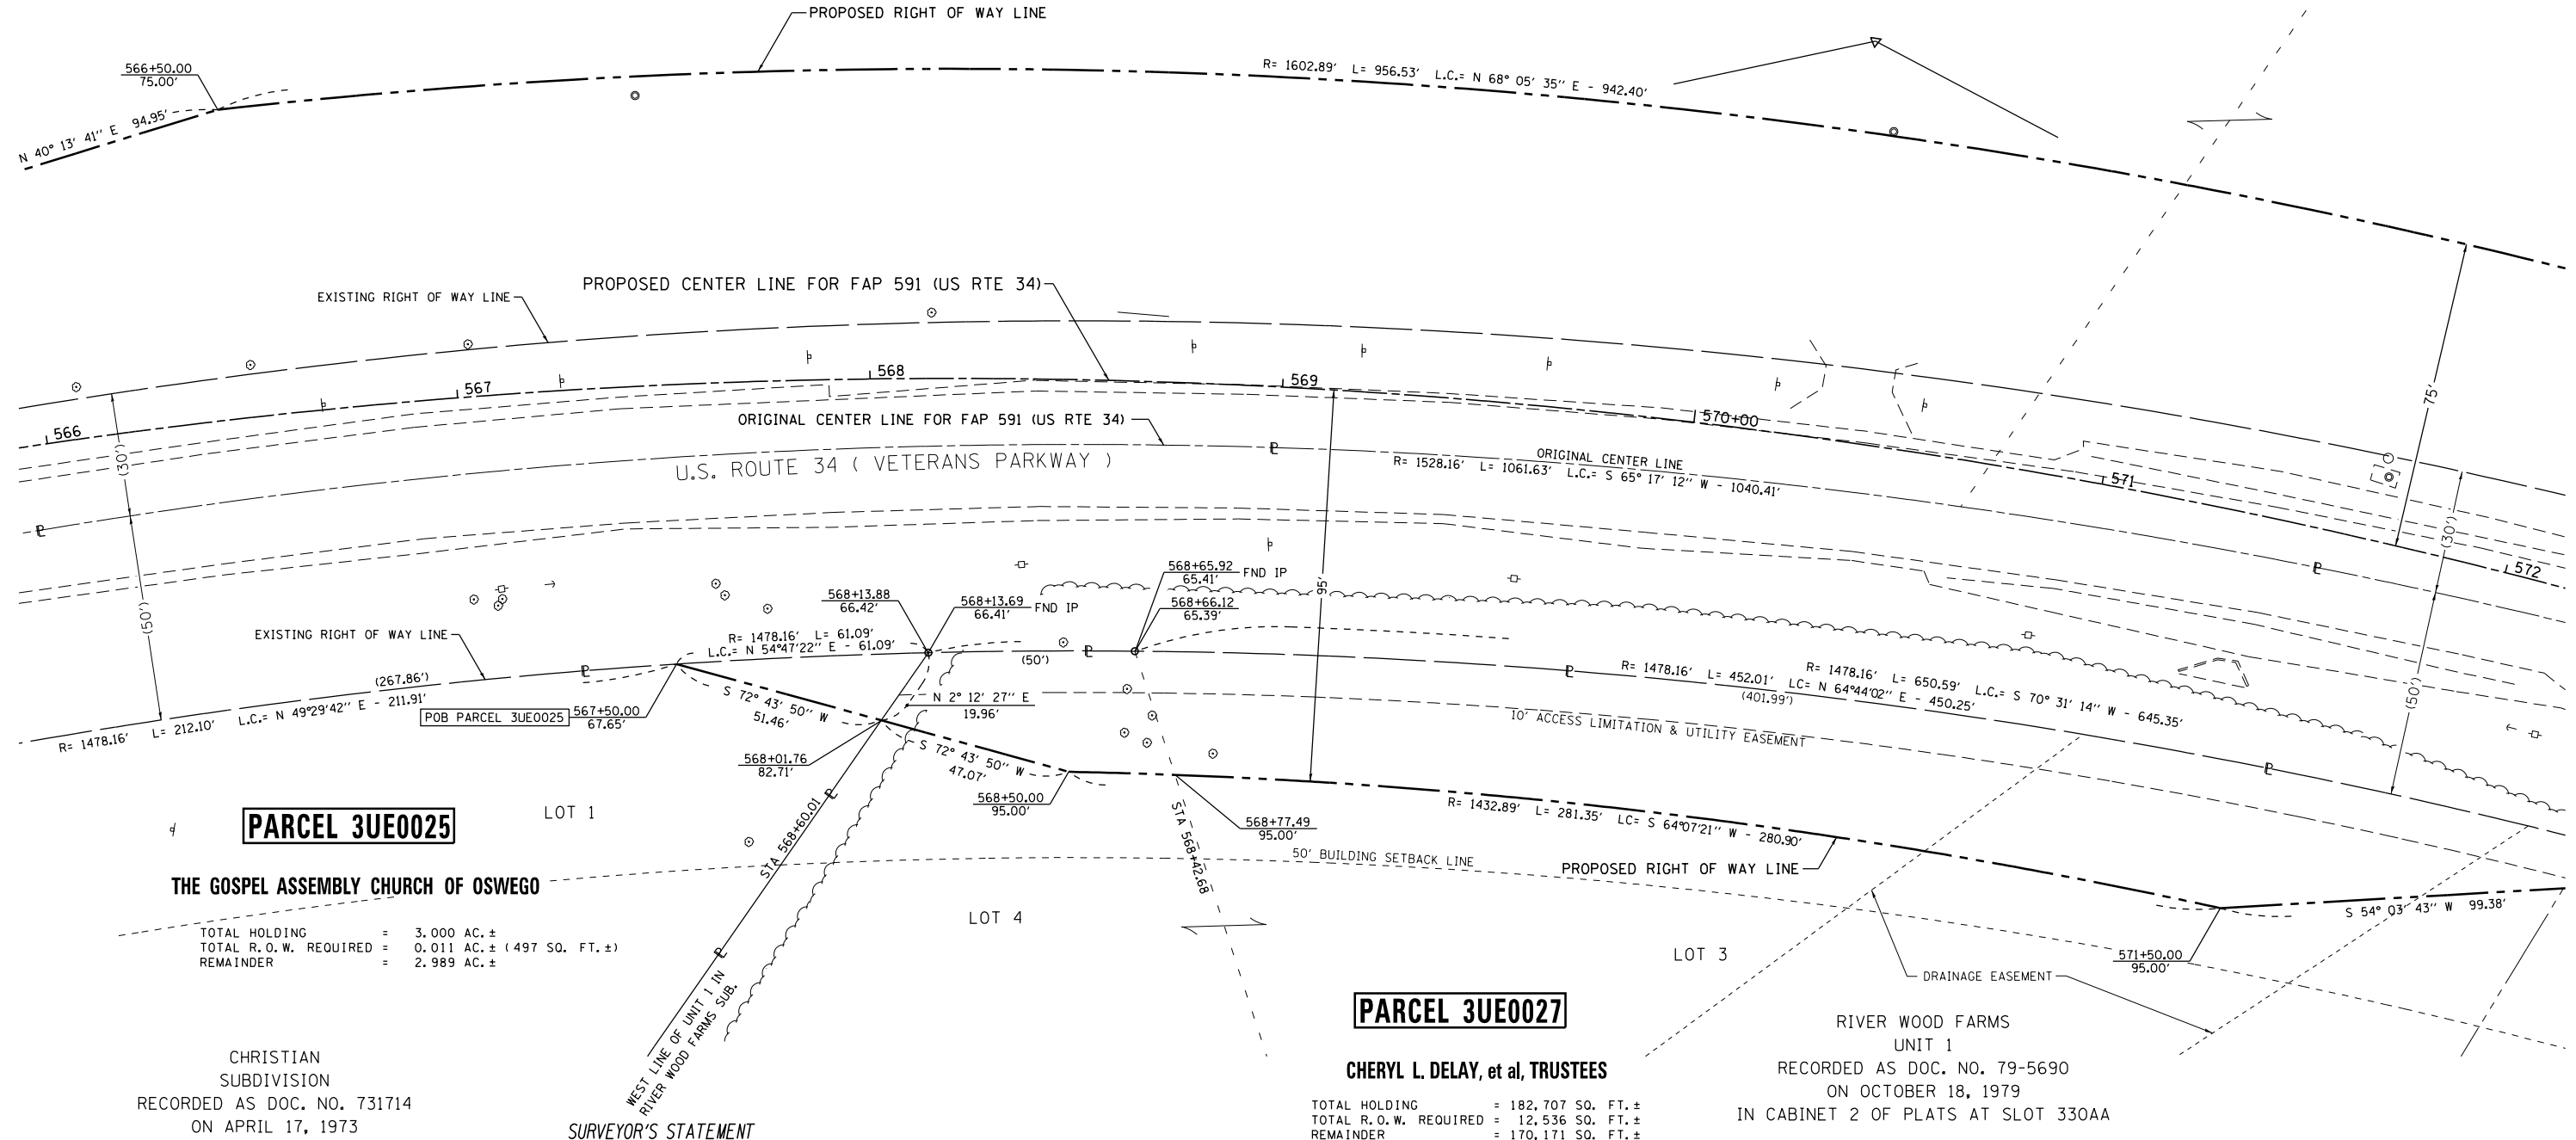 PROPOSED RIGHT OF WAY LINE
566+50.00
75.00'
N 40° 13' 41" E 94.95'
R= 1602.89' L= 956.53' L.C.= N 68° 05' 35" E - 942.40'
EXISTING RIGHT OF WAY LINE
PROPOSED CENTER LINE FOR FAP 591 (US RTE 34)
566
567
568
569
570+00
571
572
75'
(30')
(30')
ORIGINAL CENTER LINE FOR FAP 591 (US RTE 34)
U.S. ROUTE 34 ( VETERANS PARKWAY )
ORIGINAL CENTER LINE
R= 1528.16' L= 1061.63' L.C.= S 65° 17' 12" W - 1040.41'
(50')
95'
(50')
568+65.92
65.41'
FND IP
568+13.88
66.42'
568+13.69
66.41'
FND IP
568+66.12
65.39'
EXISTING RIGHT OF WAY LINE
R= 1478.16' L= 61.09'
L.C.= N 54°47'22" E - 61.09'
(50')
(267.86')
R= 1478.16' L= 212.10' L.C.= N 49°29'42" E - 211.91'
POB PARCEL 3UE0025
567+50.00
67.65'
S 72° 43' 50" W
51.46'
N 2° 12' 27" E
19.96'
R= 1478.16' L= 650.59' L.C.= S 70° 31' 14" W - 645.35'
R= 1478.16' L= 452.01' LC= N 64°44'02" E - 450.25'
(401.99')
10' ACCESS LIMITATION & UTILITY EASEMENT
568+01.76
82.71'
S 72° 43' 50" W
47.07'
568+50.00
95.00'
568+77.49
95.00'
R= 1432.89' L= 281.35' LC= S 64°07'21" W - 280.90'
STA 568+60.01
STA 568+42.68
50' BUILDING SETBACK LINE
PROPOSED RIGHT OF WAY LINE
S 54° 03' 43" W 99.38'
571+50.00
95.00'
DRAINAGE EASEMENT
LOT 1
LOT 4
LOT 3
PARCEL 3UE0025
THE GOSPEL ASSEMBLY CHURCH OF OSWEGO
TOTAL HOLDING = 3.000 AC.±
TOTAL R.O.W. REQUIRED = 0.011 AC.± (497 SQ. FT.±)
REMAINDER = 2.989 AC.±
CHRISTIAN
SUBDIVISION
RECORDED AS DOC. NO. 731714
ON APRIL 17, 1973
WEST LINE OF UNIT 1 IN
RIVER WOOD FARMS SUB.
SURVEYOR'S STATEMENT
PARCEL 3UE0027
CHERYL L. DELAY, et al, TRUSTEES
TOTAL HOLDING = 182,707 SQ. FT.±
TOTAL R.O.W. REQUIRED = 12,536 SQ. FT.±
REMAINDER = 170,171 SQ. FT.±
RIVER WOOD FARMS
UNIT 1
RECORDED AS DOC. NO. 79-5690
ON OCTOBER 18, 1979
IN CABINET 2 OF PLATS AT SLOT 330AA